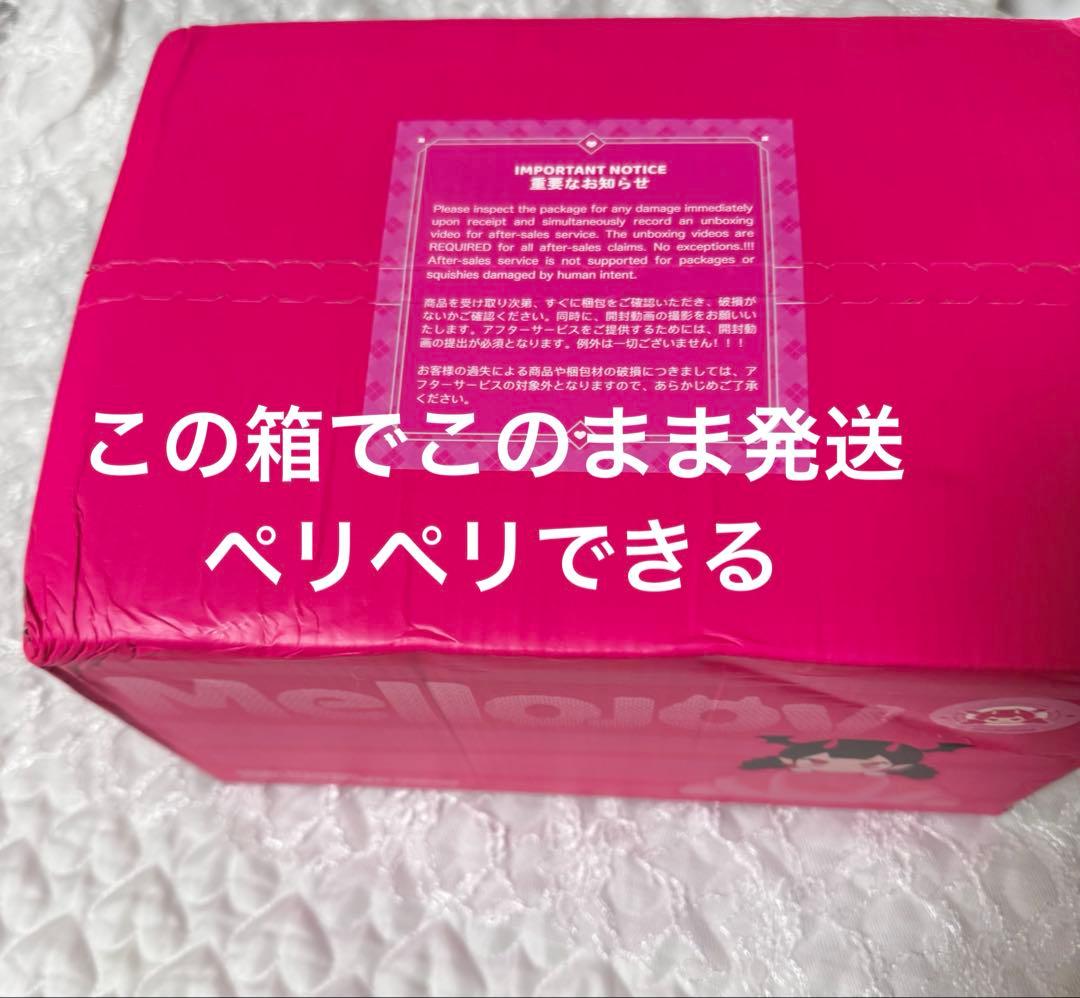 IMPORTANT NOTICE
重要なお知らせ
Please inspect the package for any damage immediately
upon receipt and simultaneously record an unboxing
video for after-sales service. The unboxing videos are
REQUIRED for all after-sales claims. No exceptions.!!!
After-sales service is not supported for packages or
squishies damaged by human intent.
商品を受け取り次第、すぐに梱包をご確認いただき、破損が
ないかご確認ください。同時に、開封動画の撮影をお願いい
たします。アフターサービスをご提供するためには、開封動
画の提出が必須となります。例外は一切ございません！！！
お客様の過失による商品や梱包材の破損につきましては、ア
フターサービスの対象外となりますので、あらかじめご了承
ください。
この箱でこのまま発送
ペリペリできる